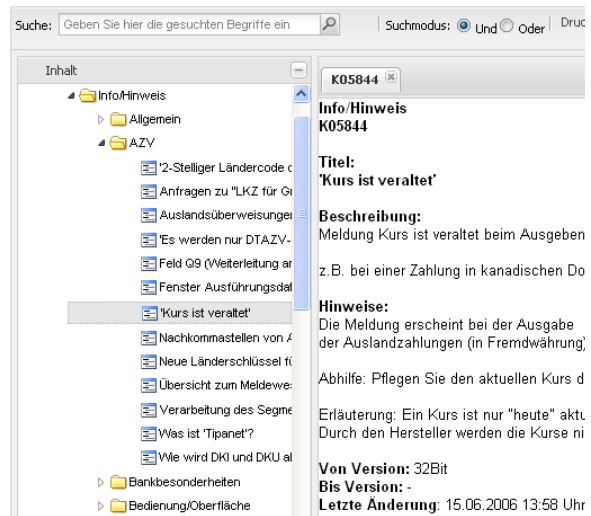 Suche: Geben Sie hier die gesuchten Begriffe ein
Suchmodus: Und Oder Druc
Inhalt
Info/Hinweis
Allgemein
AZV
'2-Stelliger Ländercode
Anfragen zu "LKZ für Gr
Auslandsüberweisunge
'Es werden nur DTAZV-
Feld Q9 (Weiterleitung an
Fenster Ausführungsdat
'Kurs ist veraltet'
Nachkommastellen von A
Neue Länderschlüssel fü
Übersicht zum Meldewe
Verarbeitung des Segme
Was ist 'Tipanet'?
Wie wird DKI und DKU al
Bankbesonderheiten
Bedienung/Oberfläche
K05844
Info/Hinweis
K05844
Titel:
'Kurs ist veraltet'
Beschreibung:
Meldung Kurs ist veraltet beim Ausgeben
z.B. bei einer Zahlung in kanadischen Do
Hinweise:
Die Meldung erscheint bei der Ausgabe
der Auslandzahlungen (in Fremdwährung)
Abhilfe: Pflegen Sie den aktuellen Kurs d
Erläuterung: Ein Kurs ist nur "heute" aktu
Durch den Hersteller werden die Kurse ni
Von Version: 32Bit
Bis Version: -
Letzte Änderung: 15.06.2006 13:58 Uhr